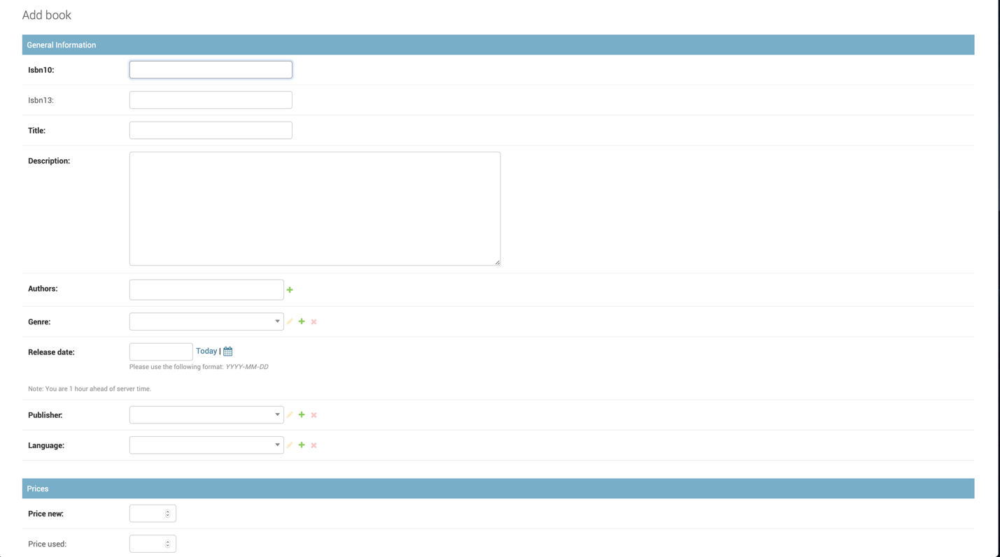 Add book
General Information
Isbn10:
Isbn13:
Title:
Description:
Authors:
Genre:
Release date:
Today |
Please use the following format: YYYY-MM-DD
Note: You are 1 hour ahead of server time.
Publisher:
Language:
Prices
Price new:
Price used: